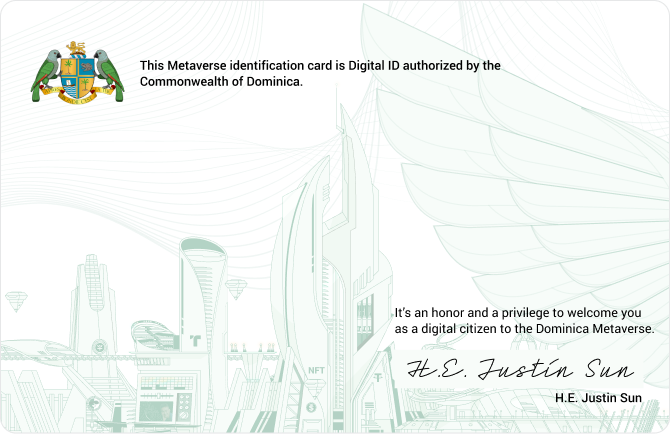 This Metaverse identification card is Digital ID authorized by the
Commonwealth of Dominica.
It's an honor and a privilege to welcome you
as a digital citizen to the Dominica Metaverse.
H.E. Justin Sun
H.E. Justin Sun
NFT